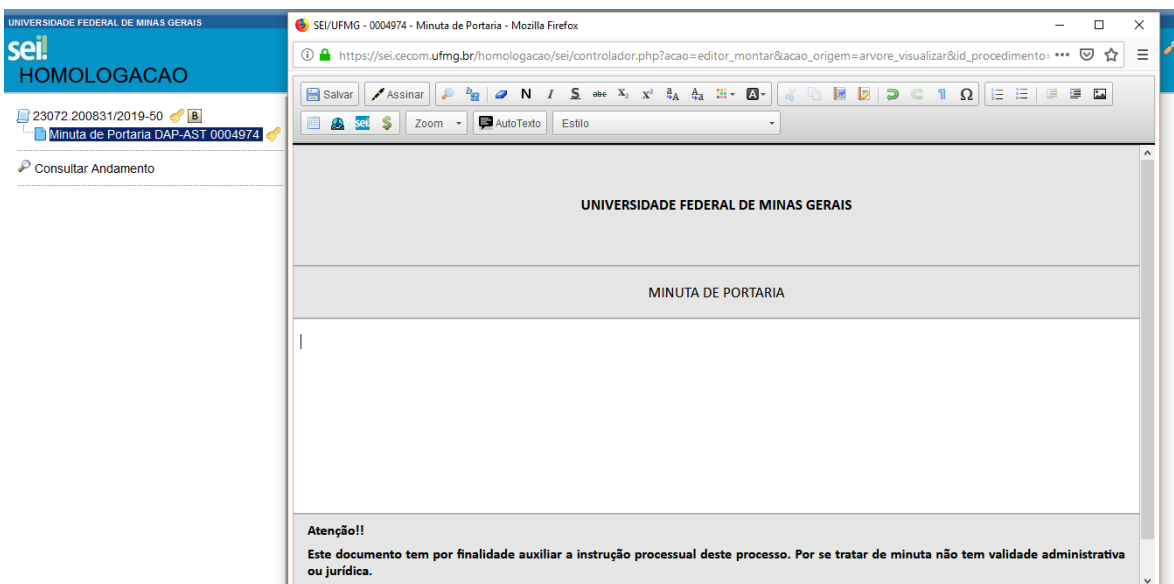 UNIVERSIDADE FEDERAL DE MINAS GERAIS
sei!
HOMOLOGACAO
23072.200831/2019-50 B
Minuta de Portaria DAP-AST 0004974
Consultar Andamento
SEI/UFMG - 0004974 - Minuta de Portaria - Mozilla Firefox
https://sei.cecom.ufmg.br/homologacao/sei/controlador.php?acao=editor_montar&acao_origem=arvore_visualizar&id_procedimento=
Salvar Assinar N I S abc X₂ x² A Ω
sei $ Zoom AutoTexto Estilo
UNIVERSIDADE FEDERAL DE MINAS GERAIS
MINUTA DE PORTARIA
Atenção!!
Este documento tem por finalidade auxiliar a instrução processual deste processo. Por se tratar de minuta não tem validade administrativa
ou jurídica.